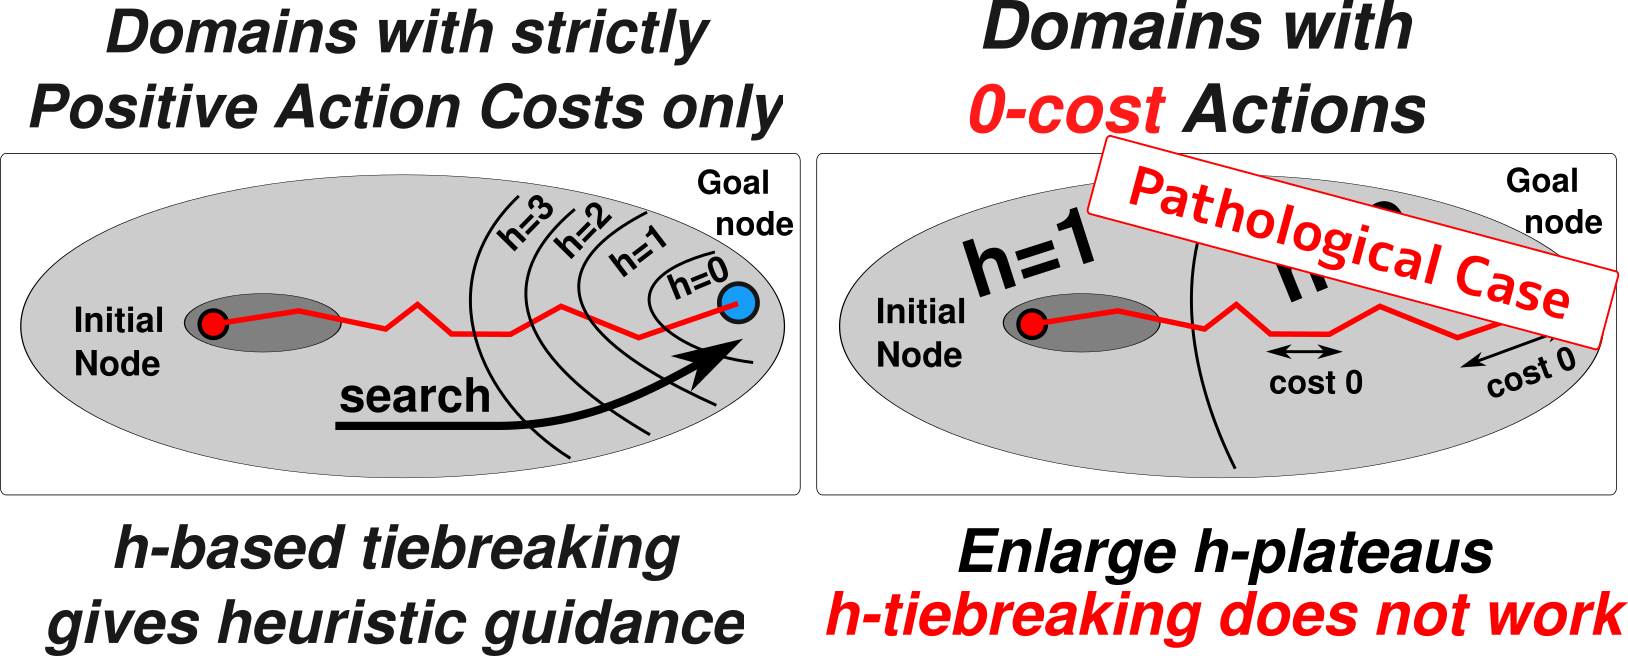 Domains with strictly
Positive Action Costs only
Goal
node
h=3
h=2
h=1
h=0
Initial
Node
search
h-based tiebreaking
gives heuristic guidance
Domains with
0-cost Actions
Goal
node
Pathological Case
h=1
Initial
Node
cost 0
cost 0
Enlarge h-plateaus
h-tiebreaking does not work